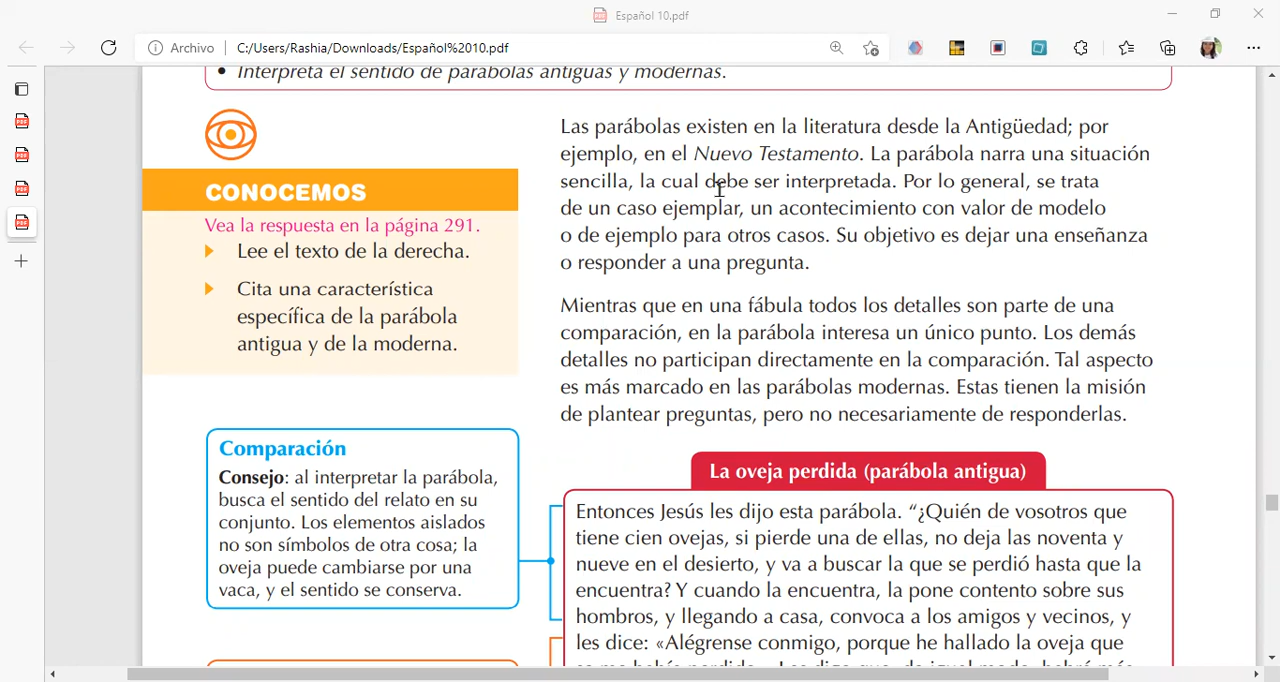 Español 10.pdf
Archivo
C:/Users/Rashia/Downloads/Español%2010.pdf
• Interpreta el sentido de parábolas antiguas y modernas.
CONOCEMOS
Vea la respuesta en la página 291.
Lee el texto de la derecha.
Cita una característica
específica de la parábola
antigua y de la moderna.
Las parábolas existen en la literatura desde la Antigüedad; por
ejemplo, en el Nuevo Testamento. La parábola narra una situación
sencilla, la cual debe ser interpretada. Por lo general, se trata
de un caso ejemplar, un acontecimiento con valor de modelo
o de ejemplo para otros casos. Su objetivo es dejar una enseñanza
o responder a una pregunta.
Mientras que en una fábula todos los detalles son parte de una
comparación, en la parábola interesa un único punto. Los demás
detalles no participan directamente en la comparación. Tal aspecto
es más marcado en las parábolas modernas. Estas tienen la misión
de plantear preguntas, pero no necesariamente de responderlas.
Comparación
Consejo: al interpretar la parábola,
busca el sentido del relato en su
conjunto. Los elementos aislados
no son símbolos de otra cosa; la
oveja puede cambiarse por una
vaca, y el sentido se conserva.
La oveja perdida (parábola antigua)
Entonces Jesús les dijo esta parábola. “¿Quién de vosotros que
tiene cien ovejas, si pierde una de ellas, no deja las noventa y
nueve en el desierto, y va a buscar la que se perdió hasta que la
encuentra? Y cuando la encuentra, la pone contento sobre sus
hombros, y llegando a casa, convoca a los amigos y vecinos, y
les dice: «Alégrense conmigo, porque he hallado la oveja que